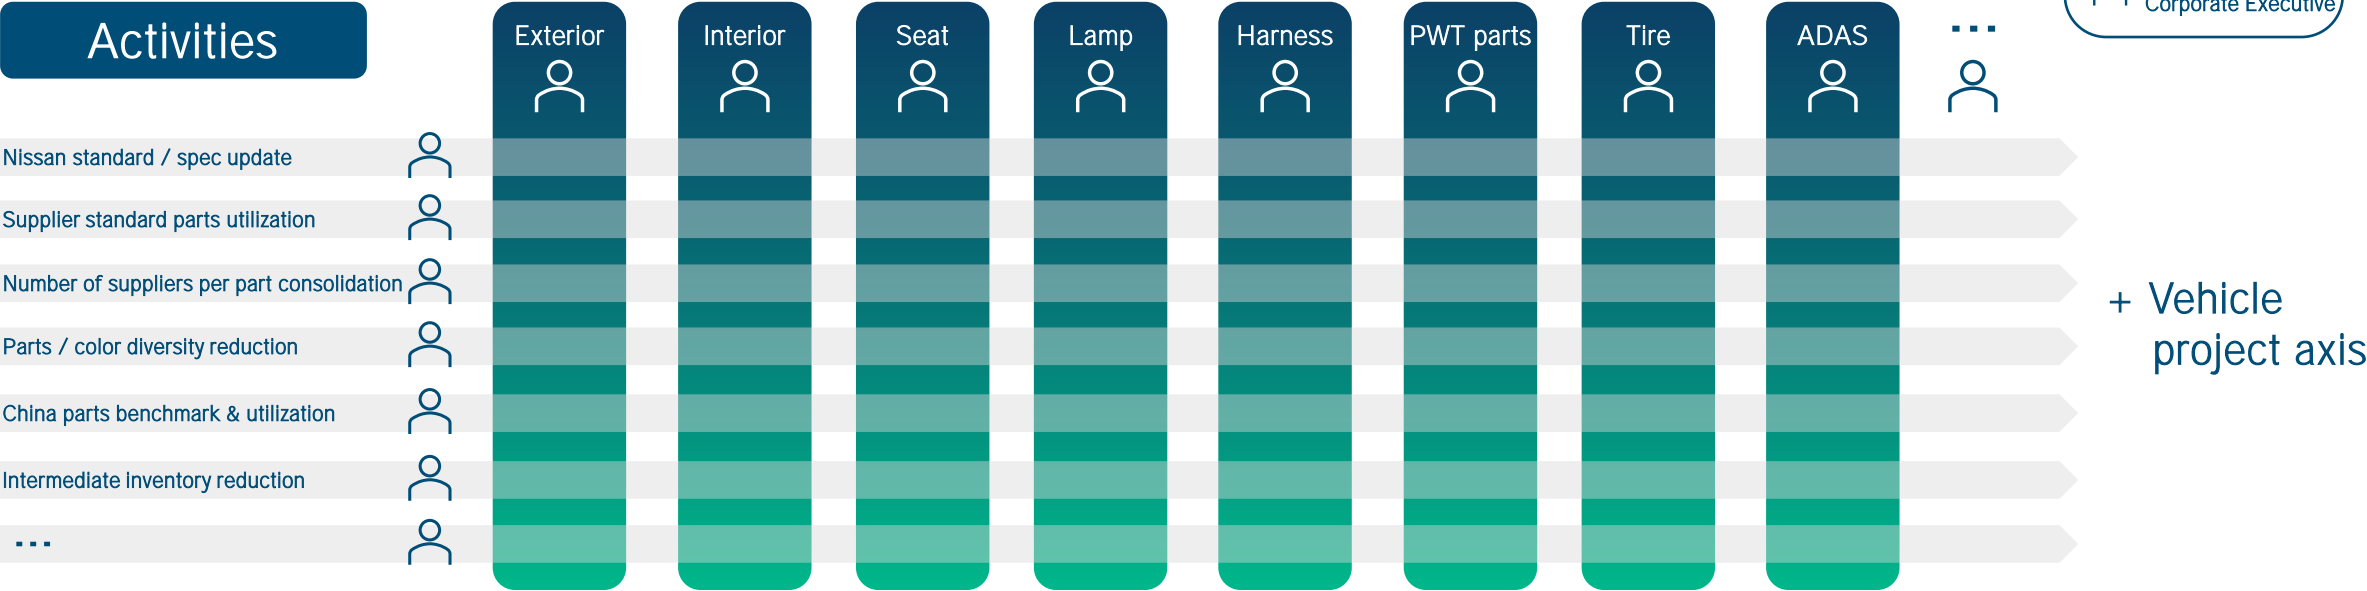 Corporate Executive
Activities
Exterior
Interior
Seat
Lamp
Harness
PWT parts
Tire
ADAS
...
Nissan standard / spec update
Supplier standard parts utilization
Number of suppliers per part consolidation
Parts / color diversity reduction
China parts benchmark & utilization
Intermediate inventory reduction
...
+ Vehicle
project axis